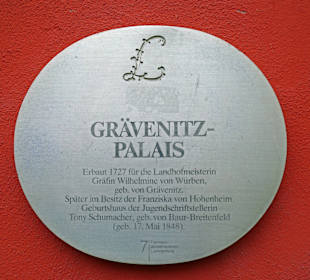 L
GRÄVENITZ-
PALAIS
Erbaut 1727 für die Landhofmeisterin
Gräfin Wilhelmine von Würben,
geb. von Grävenitz.
Später im Besitz der Franziska von Hohenheim
Geburtshaus der Jugendschriftstellerin
Tony Schumacher, geb. von Baur-Breitenfeld
(geb. 17. Mai 1848).
7